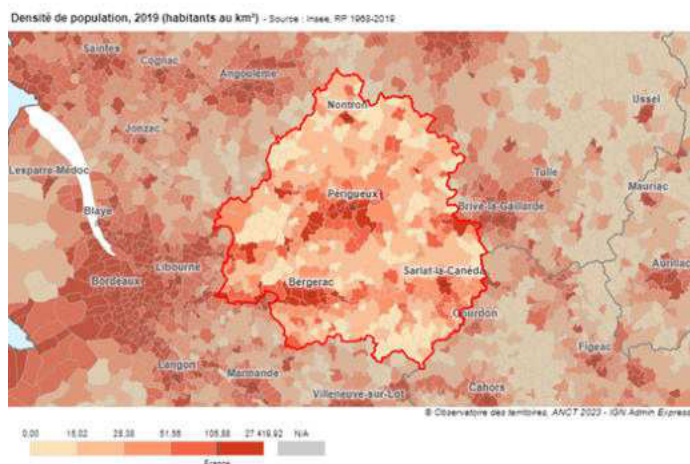 Densité de population, 2019 (habitants au km²) - Source : Insee, RP 1968-2019
Saintes
Cognac
Angoulême
Nontron
Ussel
Jonzac
Lesparre-Médoc
Tulle
Périgueux
Mauriac
Blaye
Brive-la-Gaillarde
Libourne
Bordeaux
Bergerac
Sarlat-la-Canéda
Aurillac
Gourdon
Langon
Figeac
Marmande
Villeneuve-sur-Lot
Cahors
© Observatoire des territoires, ANCT 2023 - IGN Admin Express
0,00 16,02 28,38 51,56 105,88 27 419,92 N/A
France